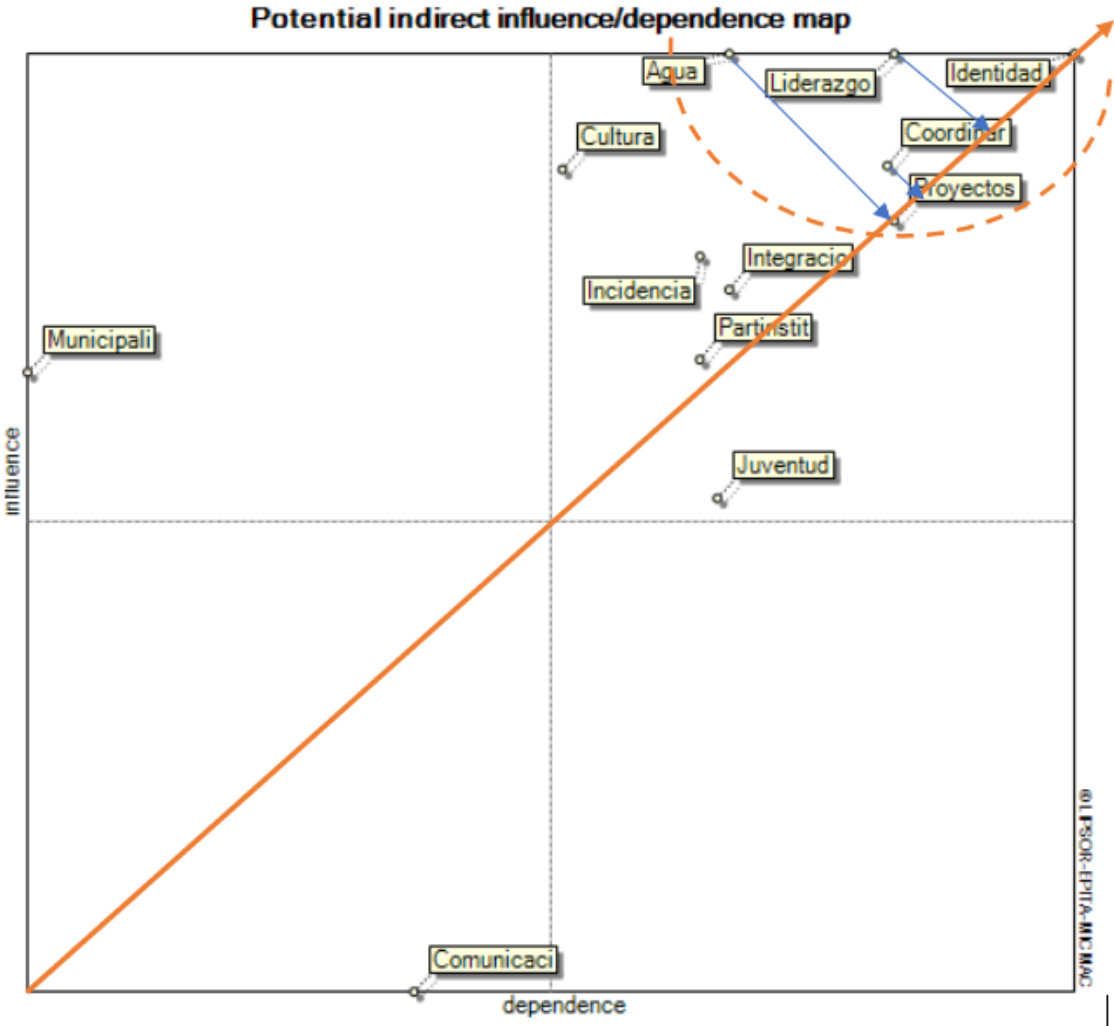 Potential indirect influence/dependence map
Agua
Liderazgo
Identidad
Cultura
Coordinar
Proyectos
Integracio
Incidencia
Partinstit
Municipali
Juventud
influence
Comunicaci
dependence
© LIPSOR-EPITA-MICMAC